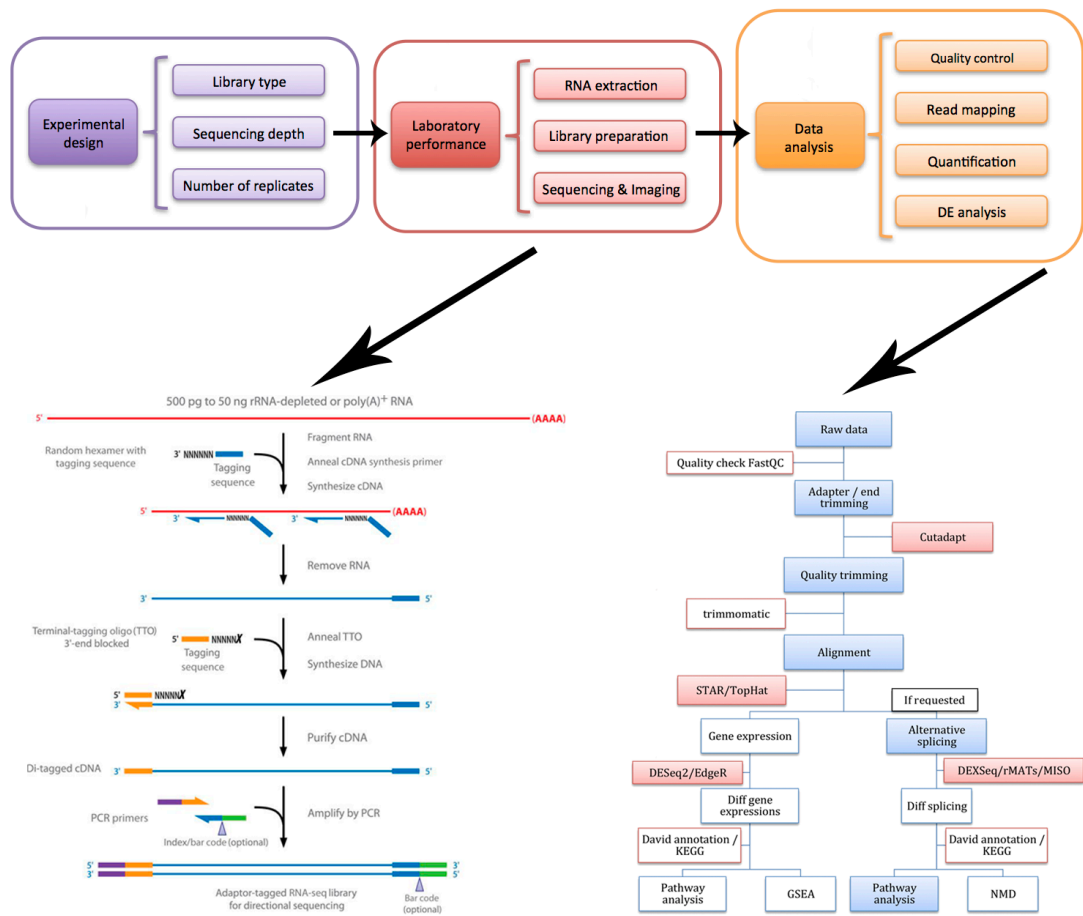 Experimental
design
Library type
Sequencing depth
Number of replicates
Laboratory
performance
RNA extraction
Library preparation
Sequencing & Imaging
Data
analysis
Quality control
Read mapping
Quantification
DE analysis
500 pg to 50 ng rRNA-depleted or poly(A)+ RNA
5' (AAAA)
Random hexamer with
tagging sequence
3' NNNNNN
Tagging
sequence
Fragment RNA
Anneal cDNA synthesis primer
Synthesize cDNA
5' (AAAA)
3' NNNNNN 3' NNNNNN
Remove RNA
3' 5'
Terminal-tagging oligo (TTO)
3'-end blocked
5' NNNNNX
Tagging
sequence
Anneal TTO
Synthesize DNA
5' NNNNNX
3' 5'
Purify cDNA
Di-tagged cDNA
3' 5'
PCR primers
Index/bar code (optional)
Amplify by PCR
5' 3'
3' 5'
Adaptor-tagged RNA-seq library
for directional sequencing
Bar code
(optional)
Raw data
Quality check FastQC
Adapter / end
trimming
Cutadapt
Quality trimming
trimmomatic
Alignment
STAR/TopHat
If requested
Gene expression
Alternative
splicing
DESeq2/EdgeR
DEXSeq/rMATs/MISO
Diff gene
expressions
Diff splicing
David annotation /
KEGG
David annotation /
KEGG
Pathway
analysis
GSEA
Pathway
analysis
NMD